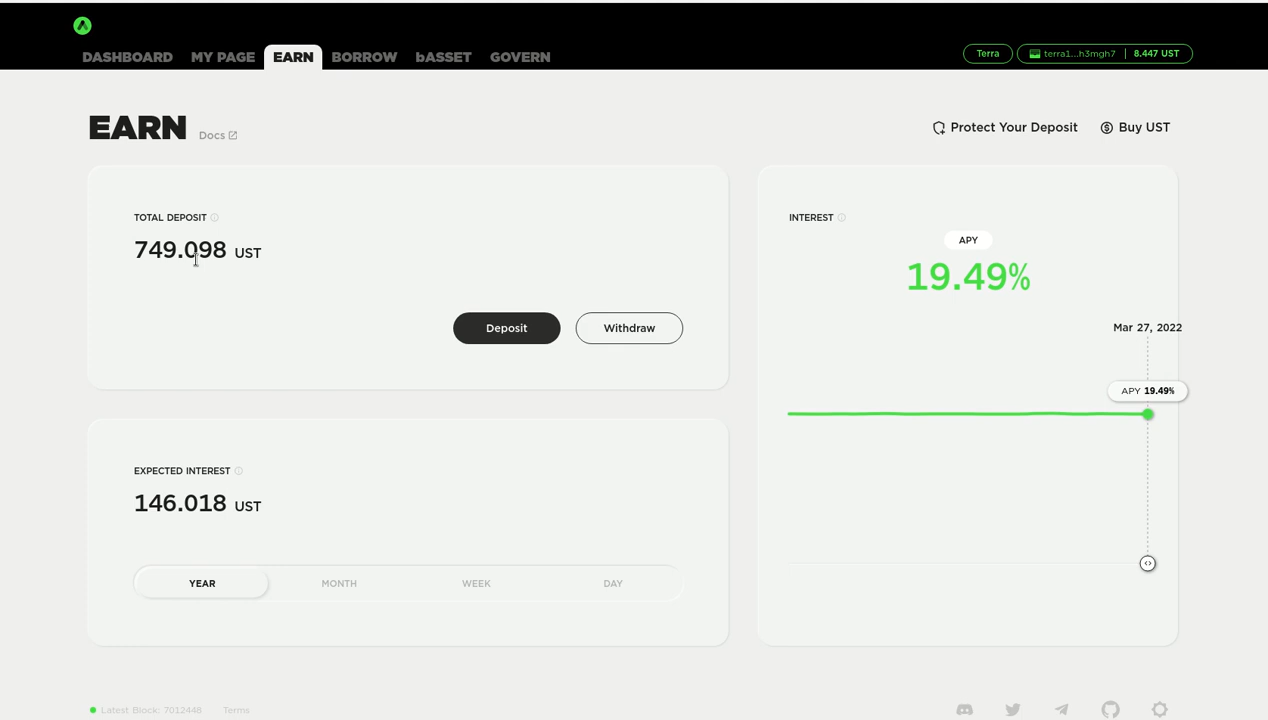 DASHBOARD MY PAGE EARN BORROW bASSET GOVERN
Terra
terra1...h3mgh7 8.447 UST
EARN Docs
Protect Your Deposit Buy UST
TOTAL DEPOSIT
749.098 UST
Deposit Withdraw
EXPECTED INTEREST
146.018 UST
YEAR MONTH WEEK DAY
INTEREST
APY
19.49%
Mar 27, 2022
APY 19.49%
Latest Block: 7012448 Terms